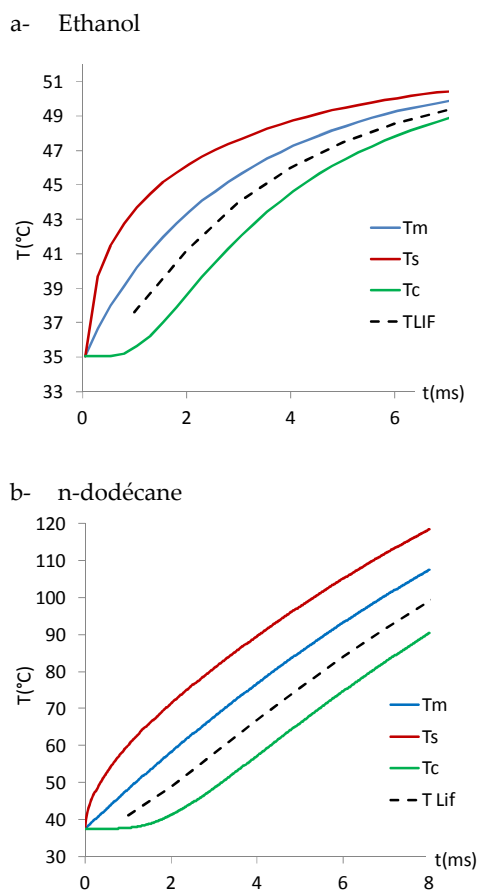 a- Ethanol
51
49
47
45
43
41
39
37
35
33
T(°C)
Tm
Ts
Tc
TLIF
0 2 4 6 t(ms)
b- n-dodécane
120
110
100
90
80
70
60
50
40
30
T(°C)
Tm
Ts
Tc
T Lif
0 2 4 6 8
t(ms)